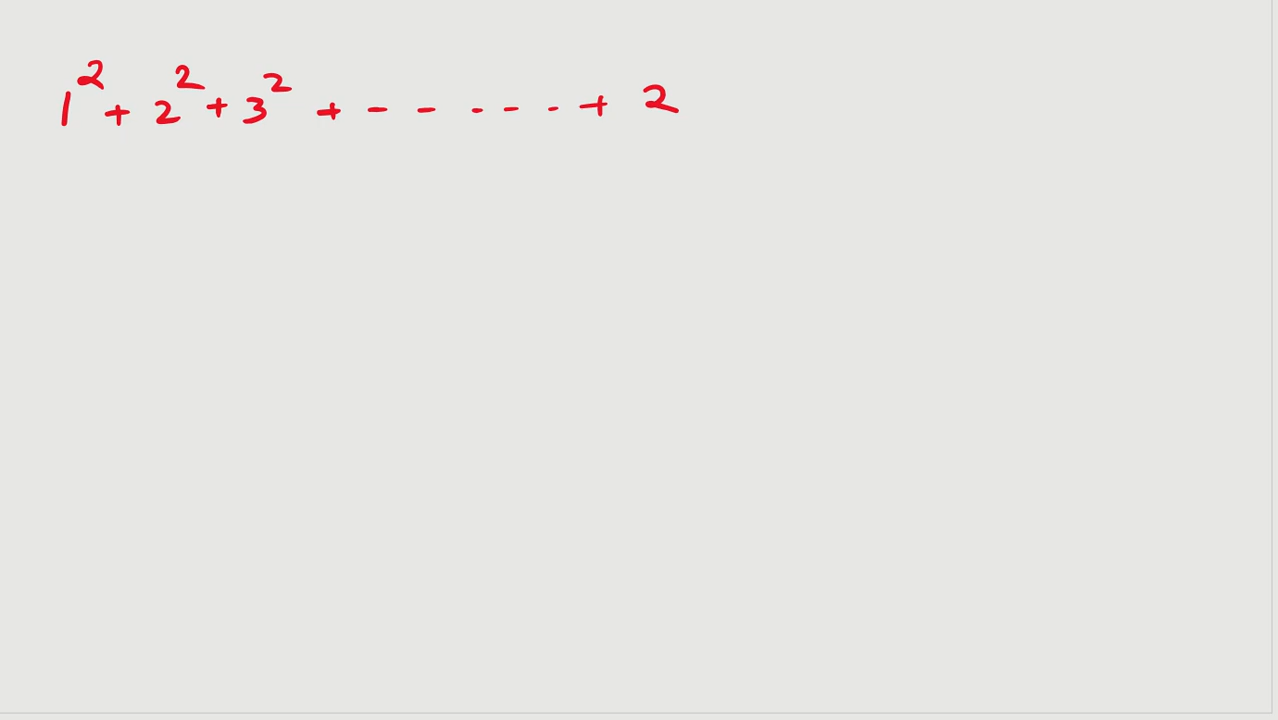 1² + 2² + 3² + - - - - - + 2